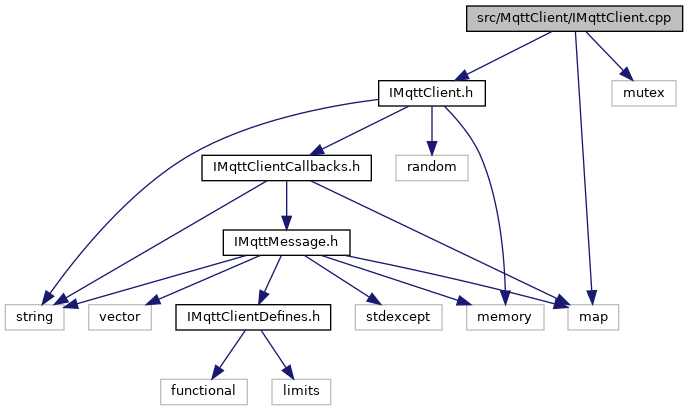 src/MqttClient/IMqttClient.cpp
IMqttClient.h
mutex
IMqttClientCallbacks.h
random
IMqttMessage.h
string
vector
IMqttClientDefines.h
stdexcept
memory
map
functional
limits